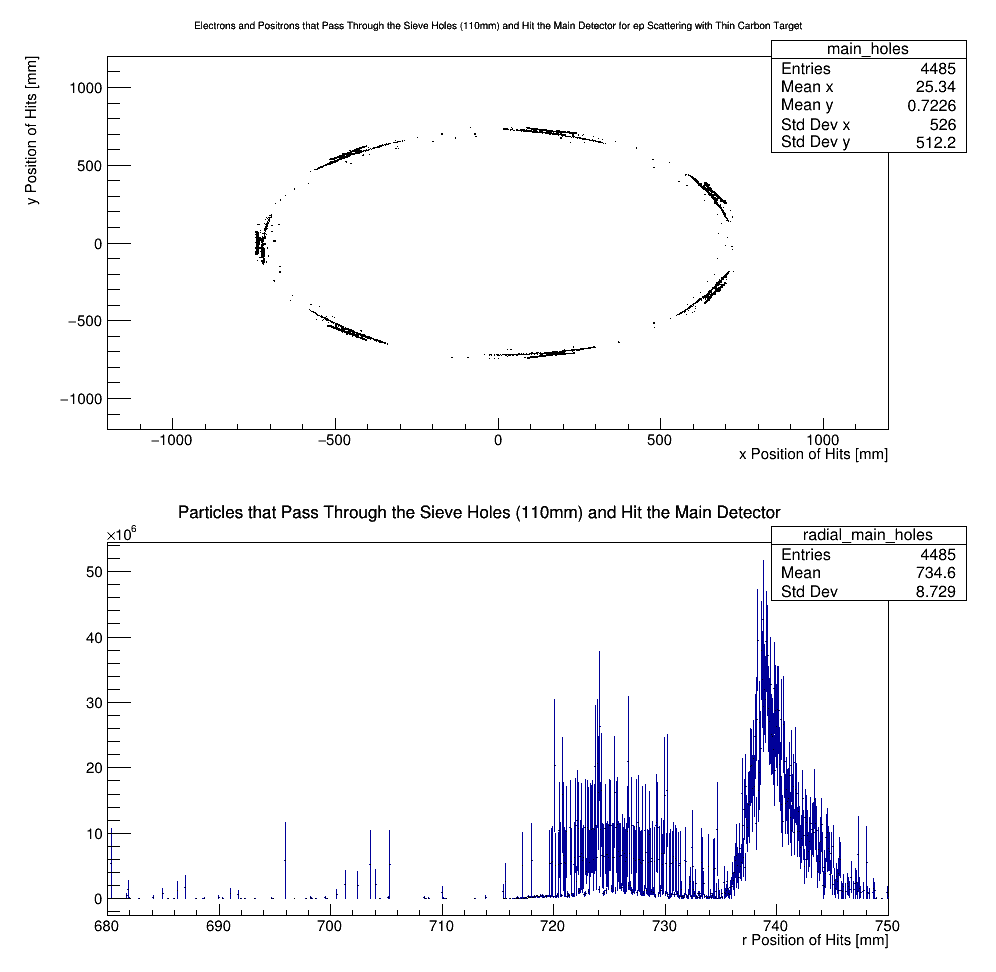 Electrons and Positrons that Pass Through the Sieve Holes (110mm) and Hit the Main Detector for ep Scattering with Thin Carbon Target
main_holes
Entries 4485
Mean x 25.34
Mean y 0.7226
Std Dev x 526
Std Dev y 512.2
y Position of Hits [mm]
1000
500
0
−500
−1000
−1000 −500 0 500 1000
x Position of Hits [mm]
Particles that Pass Through the Sieve Holes (110mm) and Hit the Main Detector
×10⁶
radial_main_holes
Entries 4485
Mean 734.6
Std Dev 8.729
50
40
30
20
10
0
680 690 700 710 720 730 740 750
r Position of Hits [mm]